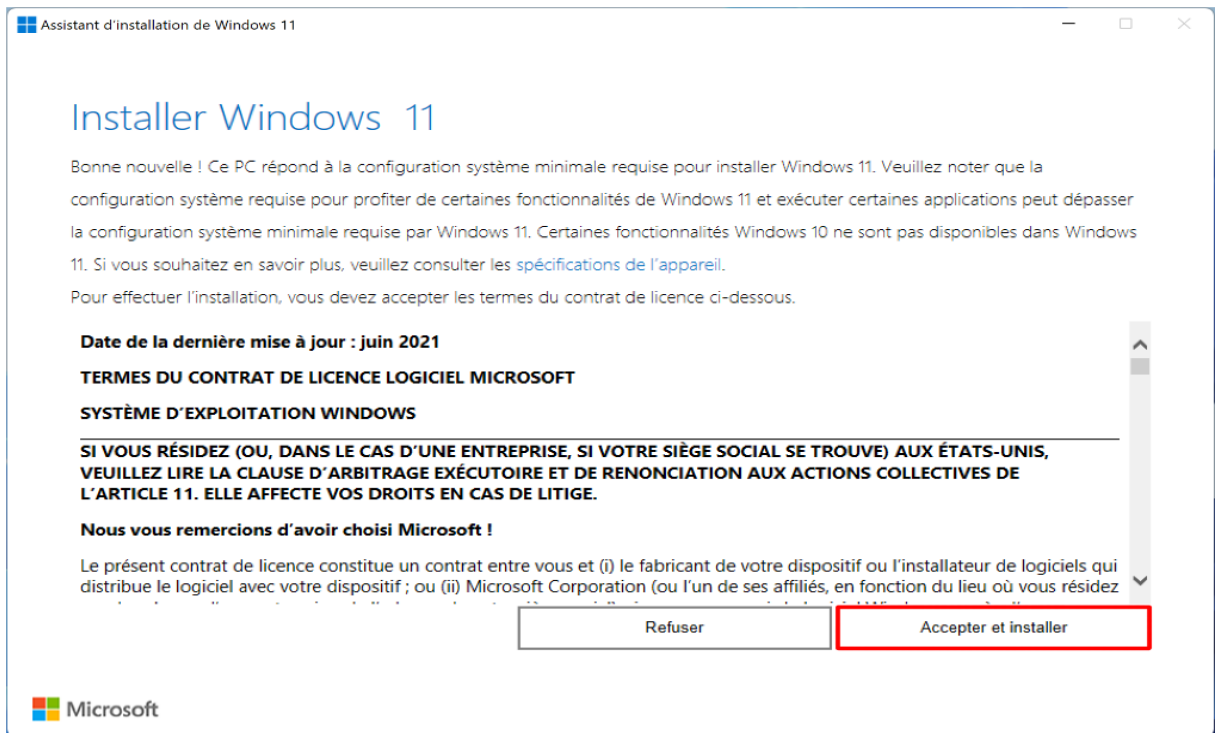 Assistant d'installation de Windows 11
Installer Windows 11
Bonne nouvelle ! Ce PC répond à la configuration système minimale requise pour installer Windows 11. Veuillez noter que la
configuration système requise pour profiter de certaines fonctionnalités de Windows 11 et exécuter certaines applications peut dépasser
la configuration système minimale requise par Windows 11. Certaines fonctionnalités Windows 10 ne sont pas disponibles dans Windows
11. Si vous souhaitez en savoir plus, veuillez consulter les spécifications de l'appareil.
Pour effectuer l'installation, vous devez accepter les termes du contrat de licence ci-dessous.
Date de la dernière mise à jour : juin 2021
TERMES DU CONTRAT DE LICENCE LOGICIEL MICROSOFT
SYSTÈME D'EXPLOITATION WINDOWS
SI VOUS RÉSIDEZ (OU, DANS LE CAS D'UNE ENTREPRISE, SI VOTRE SIÈGE SOCIAL SE TROUVE) AUX ÉTATS-UNIS,
VEUILLEZ LIRE LA CLAUSE D'ARBITRAGE EXÉCUTOIRE ET DE RENONCIATION AUX ACTIONS COLLECTIVES DE
L'ARTICLE 11. ELLE AFFECTE VOS DROITS EN CAS DE LITIGE.
Nous vous remercions d'avoir choisi Microsoft !
Le présent contrat de licence constitue un contrat entre vous et (i) le fabricant de votre dispositif ou l'installateur de logiciels qui
distribue le logiciel avec votre dispositif ; ou (ii) Microsoft Corporation (ou l'un de ses affiliés, en fonction du lieu où vous résidez
Refuser
Accepter et installer
Microsoft